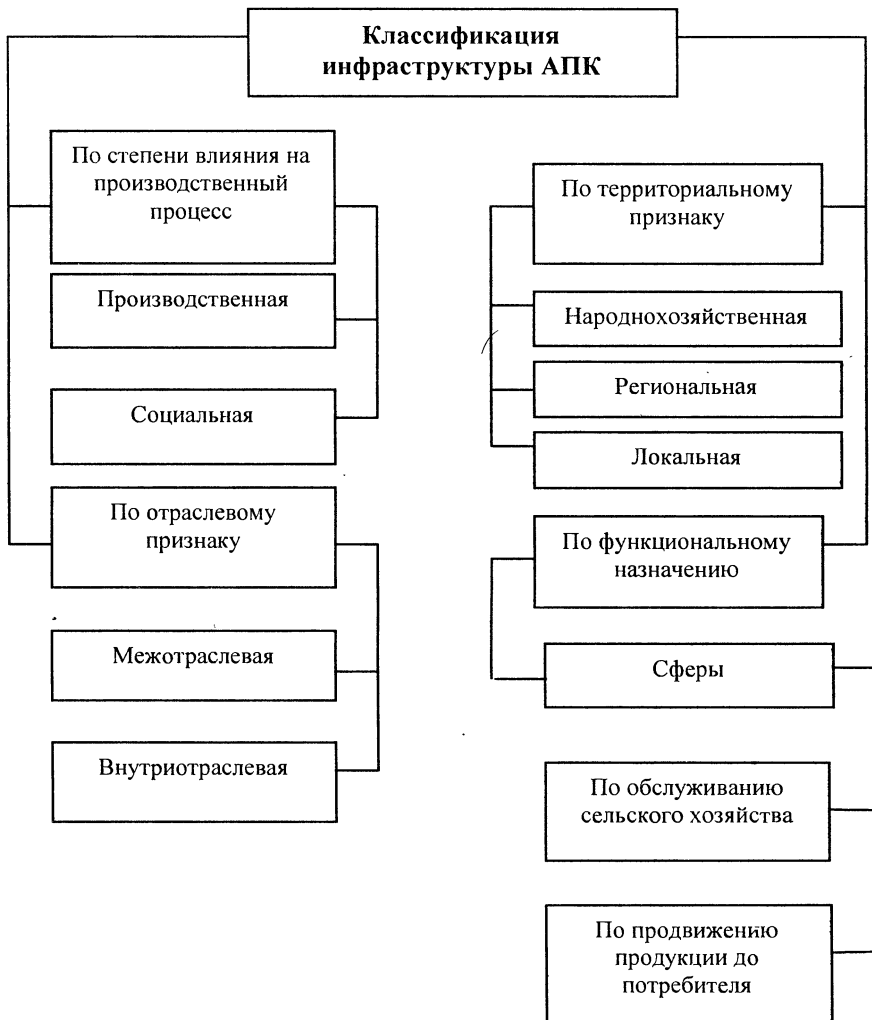 Классификация
инфраструктуры АПК
По степени влияния на
производственный
процесс
Производственная
Социальная
По отраслевому
признаку
Межотраслевая
Внутриотраслевая
По территориальному
признаку
Народнохозяйственная
Региональная
Локальная
По функциональному
назначению
Сферы
По обслуживанию
сельского хозяйства
По продвижению
продукции до
потребителя